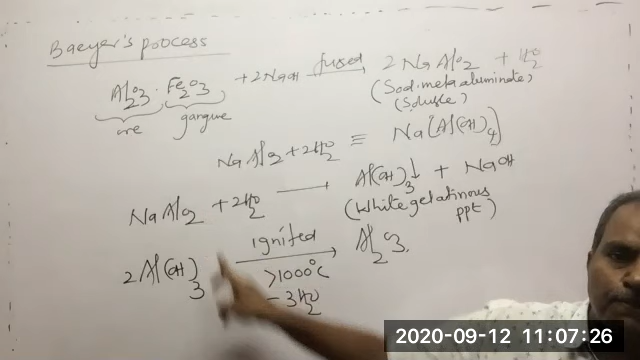 Baeyer's process
Al2O3 . Fe2O3 + 2NaOH fused → 2NaAlO2 + H2O
ore gangue (Sod. meta aluminate)
(Soluble)
NaAlO2 + 2H2O ≡ Na[Al(OH)4]
NaAlO2 + 2H2O → Al(OH)3↓ + NaOH
(White gelatinous
ppt)
2Al(OH)3 ignited → Al2O3.
>1000°C
- 3H2O
2020-09-12 11:07:26